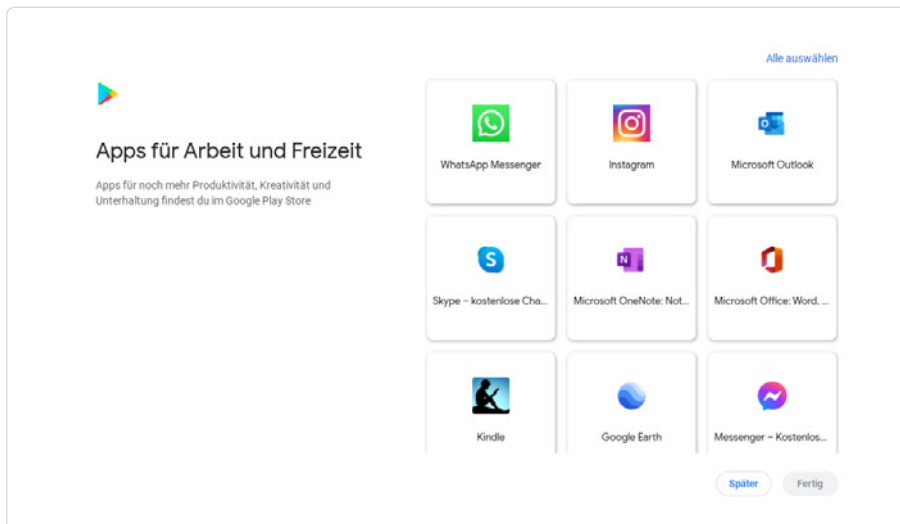 Alle auswählen
Apps für Arbeit und Freizeit
Apps für noch mehr Produktivität, Kreativität und
Unterhaltung findest du im Google Play Store
WhatsApp Messenger
Instagram
Microsoft Outlook
Skype – kostenlose Cha...
Microsoft OneNote: Not...
Microsoft Office: Word, ...
Kindle
Google Earth
Messenger – Kostenlos...
Später
Fertig